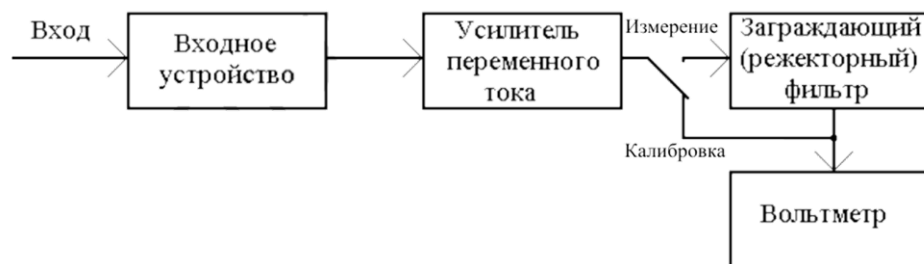 Вход
Входное
устройство
Усилитель
переменного
тока
Измерение
Калибровка
Заграждающий
(режекторный)
фильтр
Вольтметр